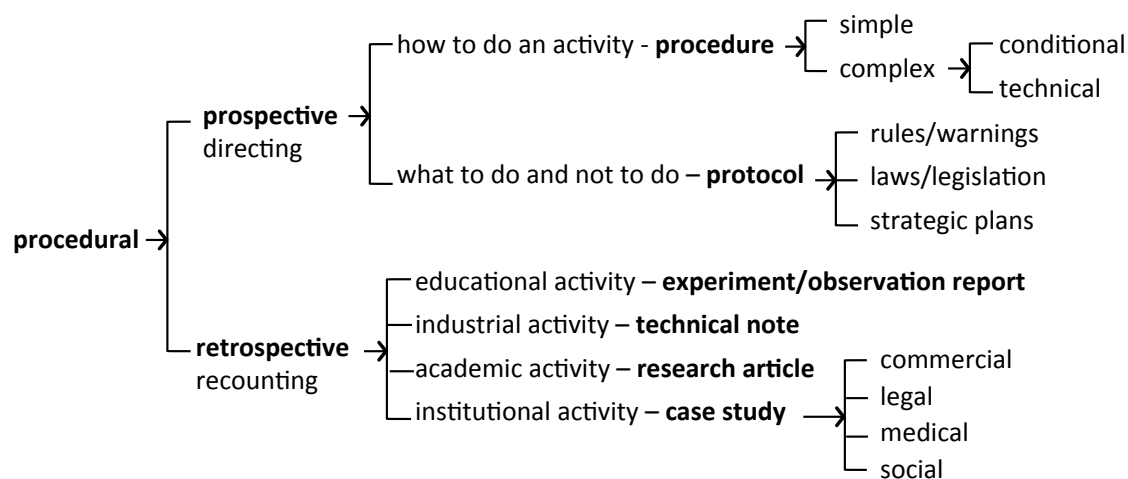 simple
how to do an activity - procedure
complex
conditional
technical
prospective
directing
rules/warnings
what to do and not to do – protocol
laws/legislation
strategic plans
procedural
educational activity – experiment/observation report
industrial activity – technical note
retrospective
recounting
academic activity – research article
institutional activity – case study
commercial
legal
medical
social